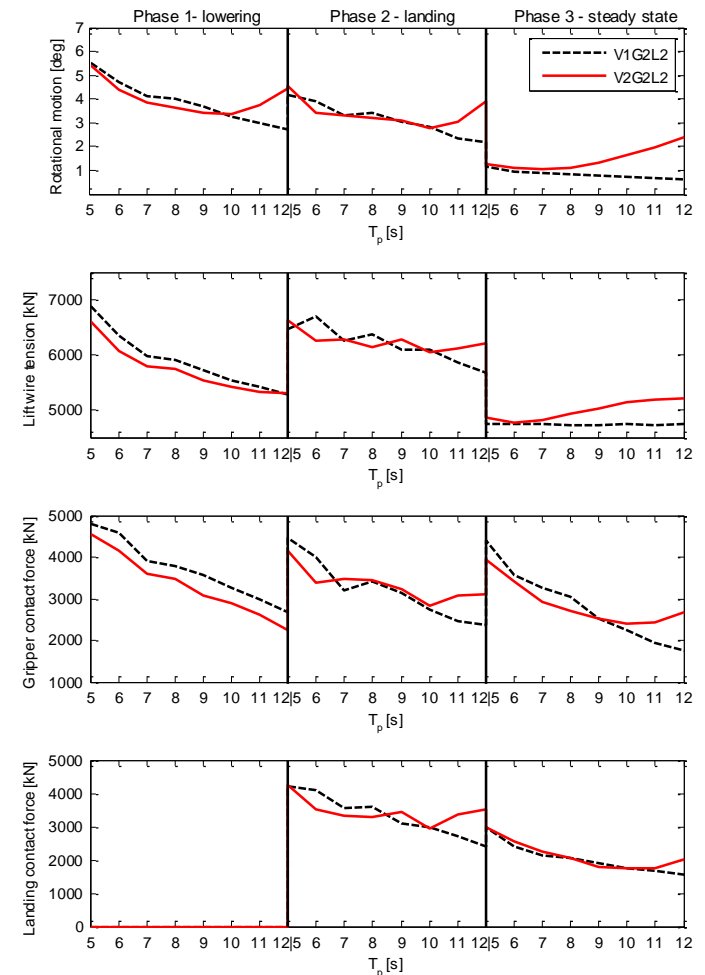 Phase 1- lowering Phase 2 - landing Phase 3 - steady state
Rotational motion [deg]
7
6
5
4
3
2
1
V1G2L2
V2G2L2
5 6 7 8 9 10 11 12|5 6 7 8 9 10 11 12|5 6 7 8 9 10 11 12
T_p [s]
Lift wire tension [kN]
7000
6000
5000
5 6 7 8 9 10 11 12|5 6 7 8 9 10 11 12|5 6 7 8 9 10 11 12
T_p [s]
Gripper contact force [kN]
5000
4000
3000
2000
1000
5 6 7 8 9 10 11 12|5 6 7 8 9 10 11 12|5 6 7 8 9 10 11 12
T_p [s]
Landing contact force [kN]
5000
4000
3000
2000
1000
0
5 6 7 8 9 10 11 12|5 6 7 8 9 10 11 12|5 6 7 8 9 10 11 12
T_p [s]